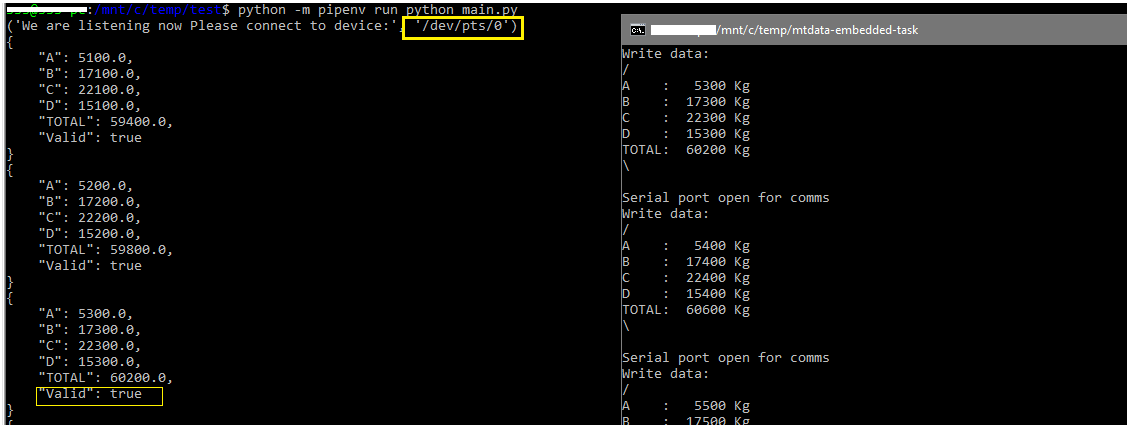 :/mnt/c/temp/test$ python -m pipenv run python main.py
('We are listening now Please connect to device:', '/dev/pts/0')
{
    "A": 5100.0,
    "B": 17100.0,
    "C": 22100.0,
    "D": 15100.0,
    "TOTAL": 59400.0,
    "Valid": true
}
{
    "A": 5200.0,
    "B": 17200.0,
    "C": 22200.0,
    "D": 15200.0,
    "TOTAL": 59800.0,
    "Valid": true
}
{
    "A": 5300.0,
    "B": 17300.0,
    "C": 22300.0,
    "D": 15300.0,
    "TOTAL": 60200.0,
    "Valid": true
}
{
/mnt/c/temp/mtdata-embedded-task
Write data:
/
A    :   5300 Kg
B    :  17300 Kg
C    :  22300 Kg
D    :  15300 Kg
TOTAL:  60200 Kg
\
Serial port open for comms
Write data:
/
A    :   5400 Kg
B    :  17400 Kg
C    :  22400 Kg
D    :  15400 Kg
TOTAL:  60600 Kg
\
Serial port open for comms
Write data:
/
A    :   5500 Kg
B    :  17500 Kg